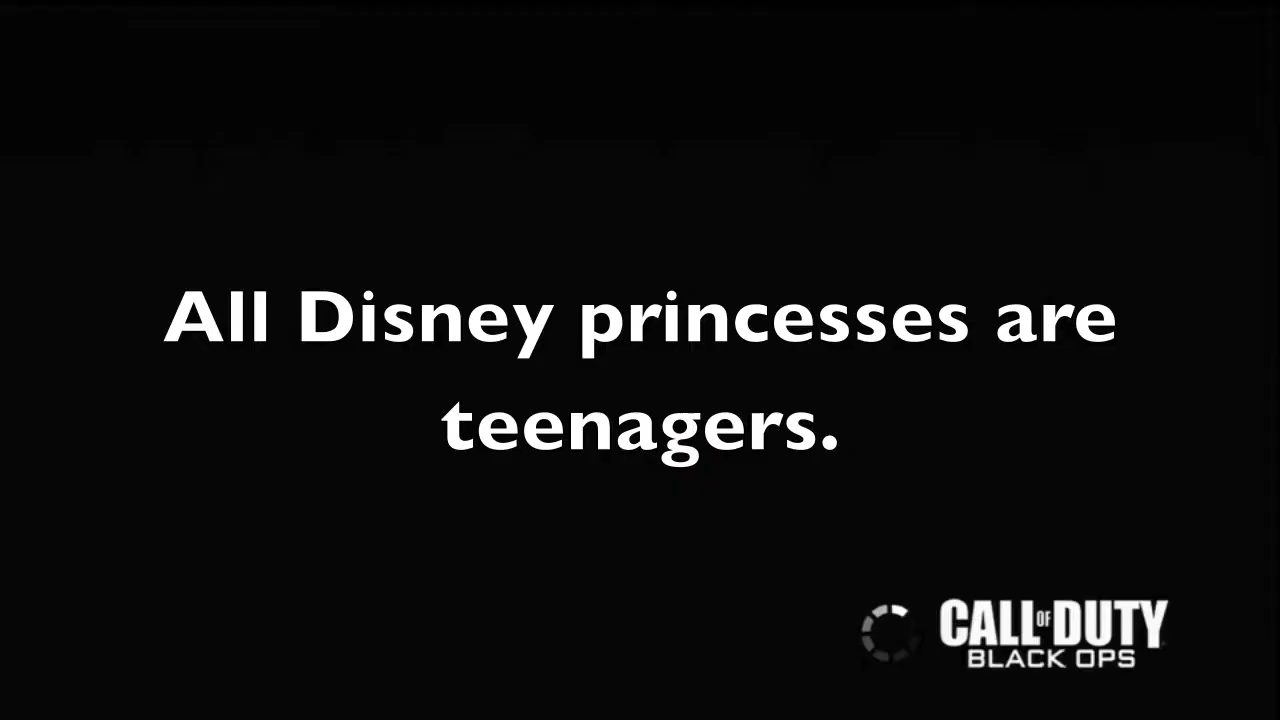 All Disney princesses are
teenagers.
CALL OF DUTY
BLACK OPS